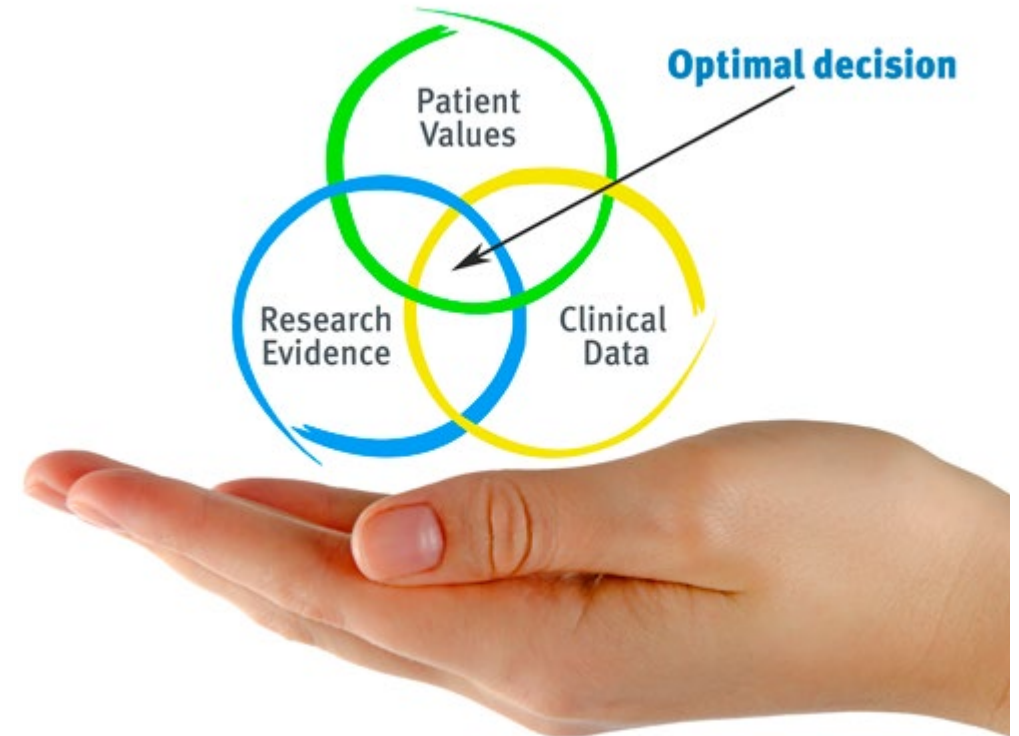 Optimal decision
Patient
Values
Research
Evidence
Clinical
Data